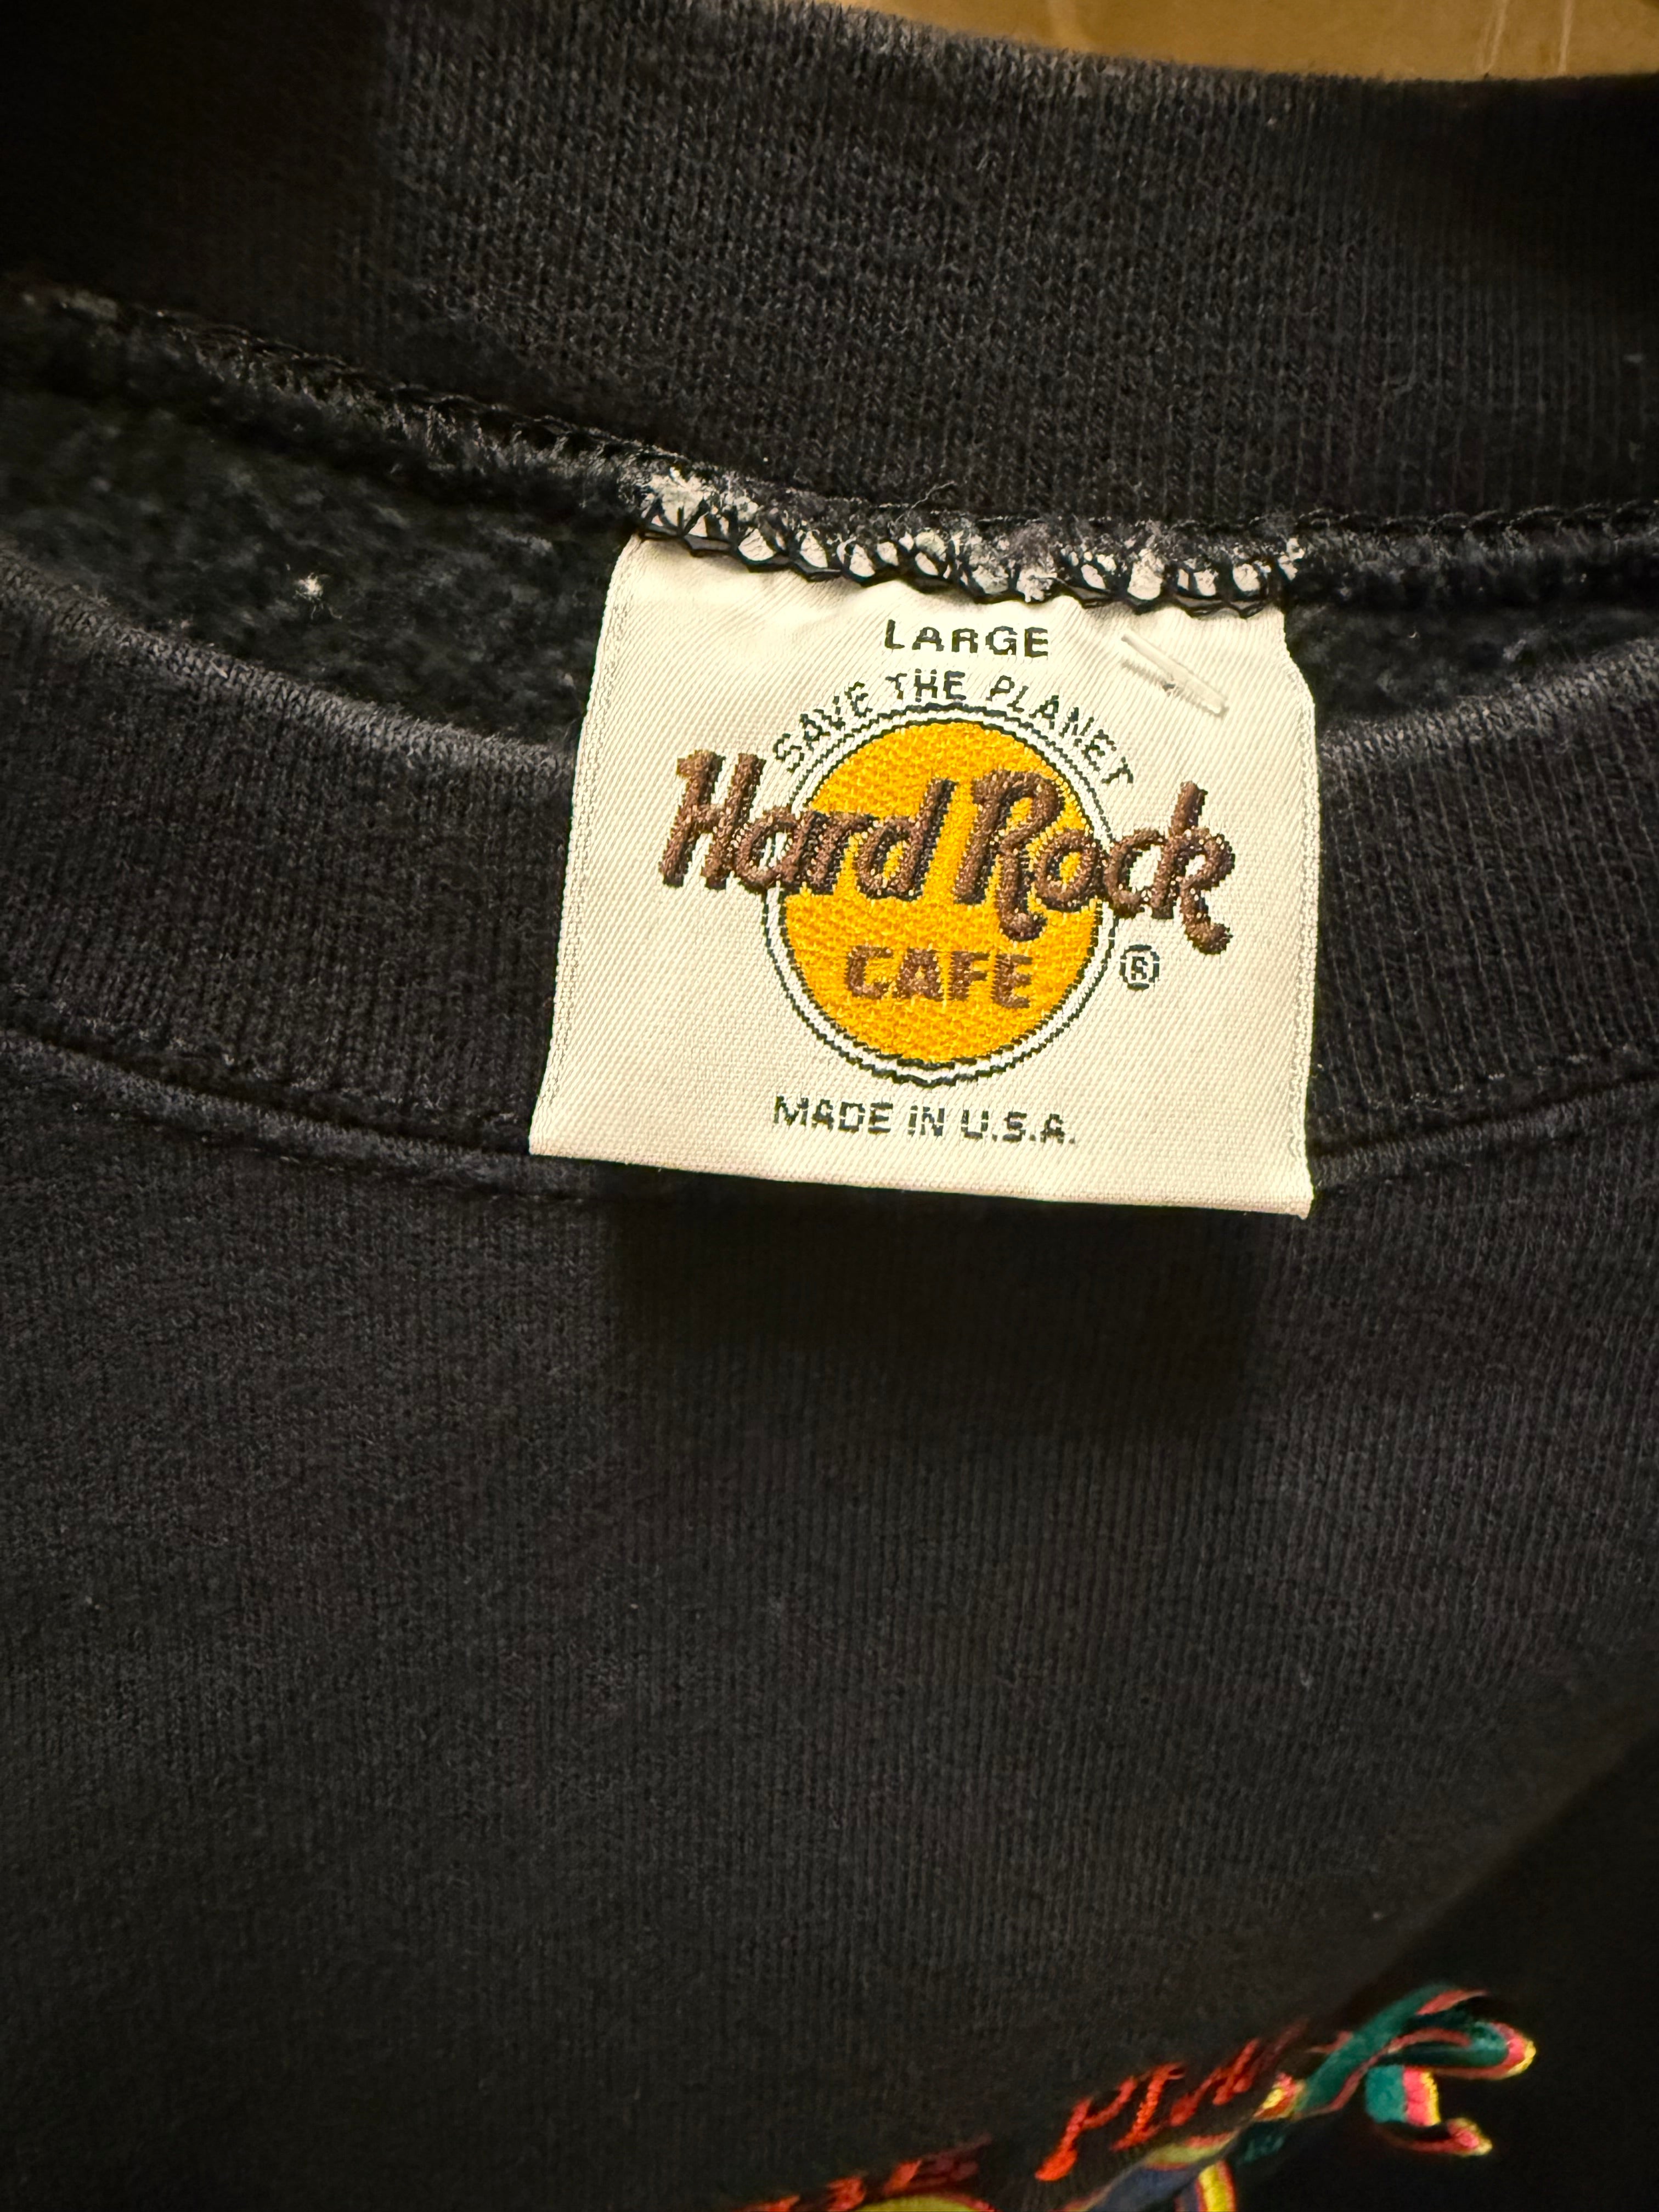 LARGE
SAVE THE PLANET
Hard Rock
CAFE ®
MADE IN U.S.A.